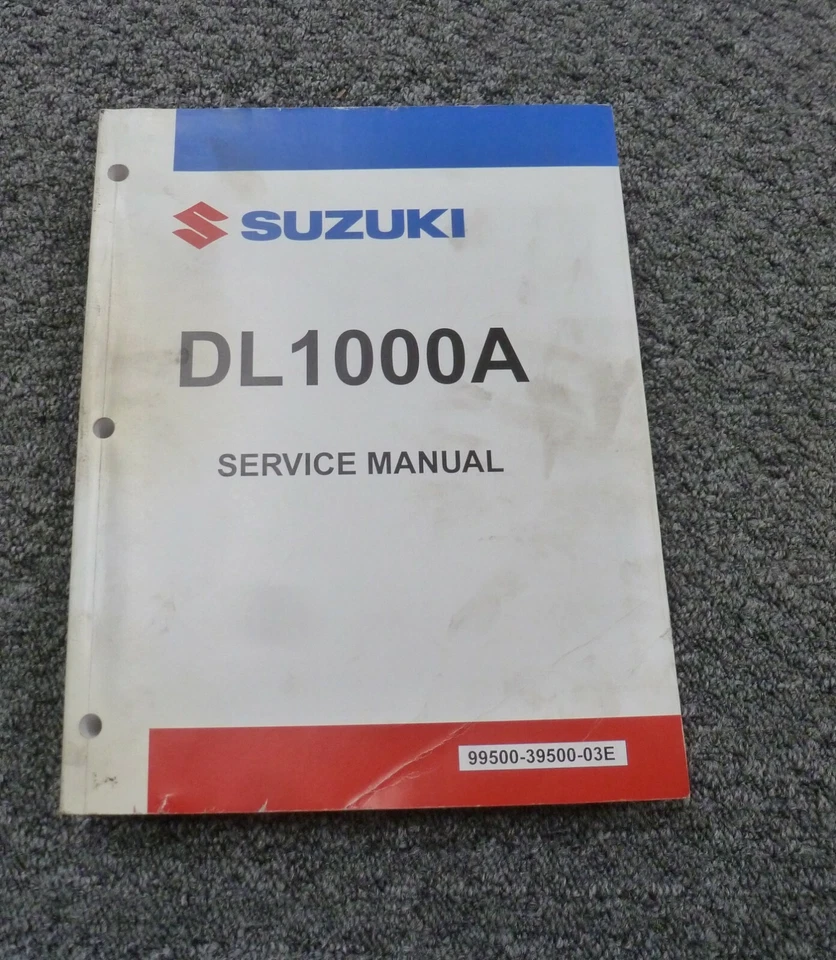 SUZUKI
DL1000A
SERVICE MANUAL
99500-39500-03E